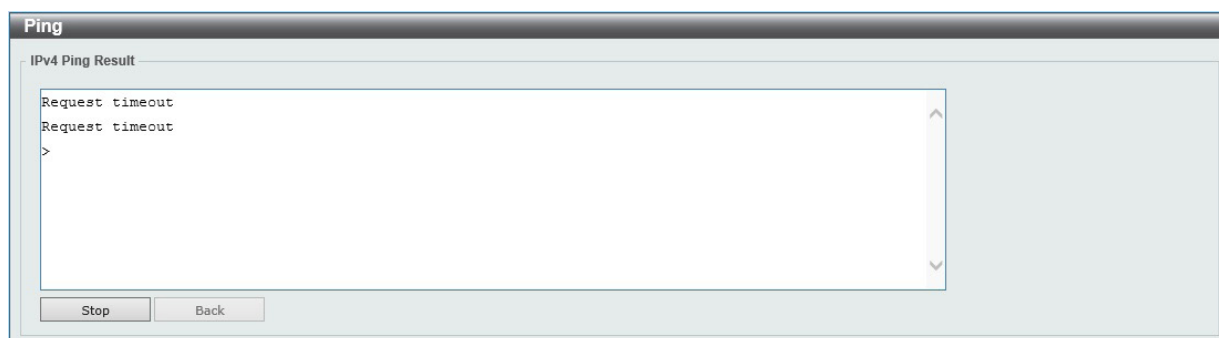 Ping
IPv4 Ping Result
Request timeout
Request timeout
>
Stop
Back